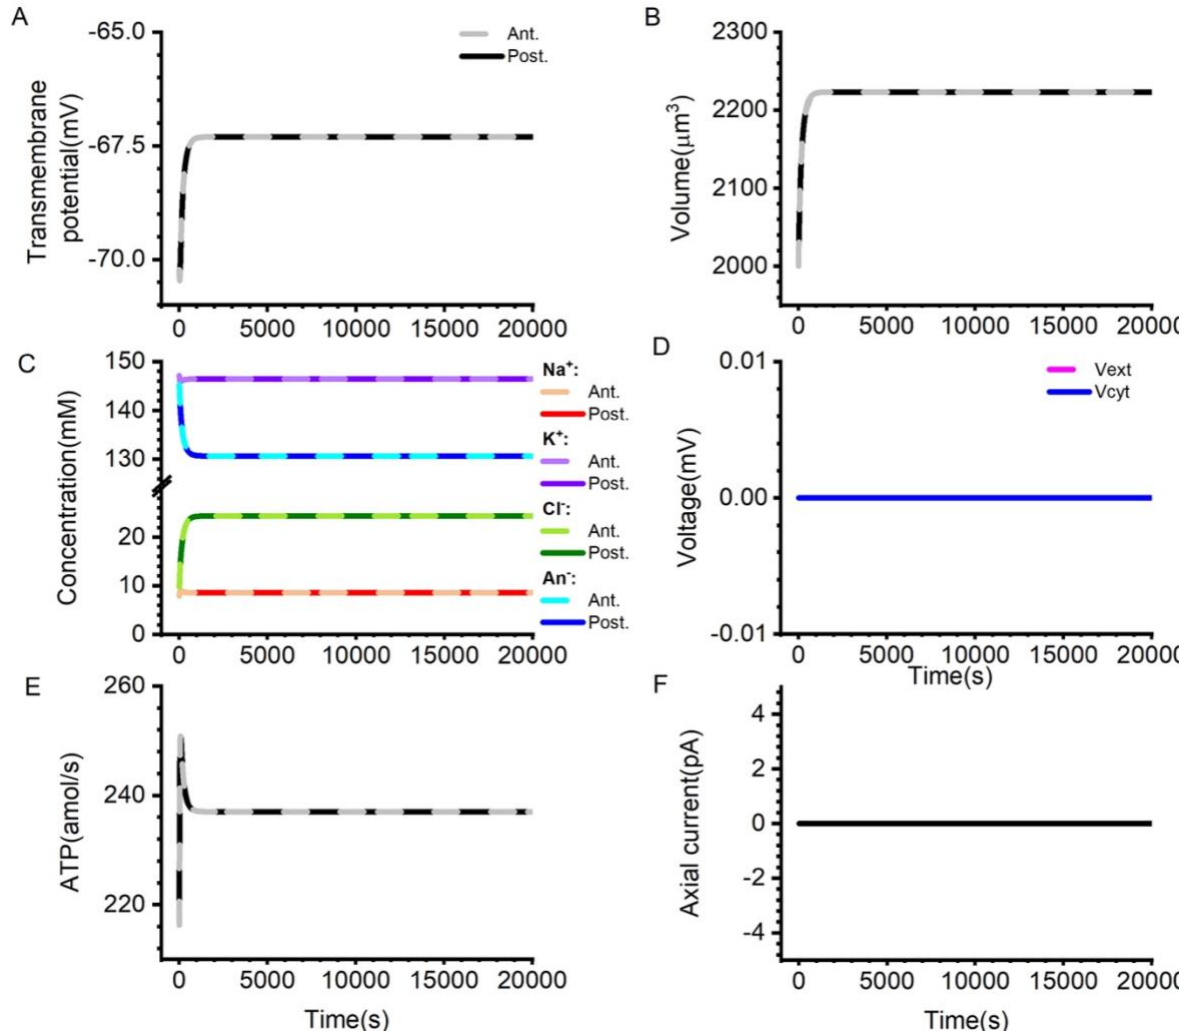 A
Transmembrane
potential(mV)
-65.0
-67.5
-70.0
0 5000 10000 15000 20000
Ant.
Post.
B
Volume(μm³)
2300
2200
2100
2000
0 5000 10000 15000 20000
C
Concentration(mM)
150
140
130
20
10
0
0 5000 10000 15000 20000
Na⁺:
Ant.
Post.
K⁺:
Ant.
Post.
Cl⁻:
Ant.
Post.
An⁻:
Ant.
Post.
D
Voltage(mV)
0.01
0.00
-0.01
0 5000 10000 15000 20000
Time(s)
Vext
Vcyt
E
ATP(amol/s)
260
240
220
0 5000 10000 15000 20000
Time(s)
F
Axial current(pA)
4
2
0
-2
-4
0 5000 10000 15000 20000
Time(s)